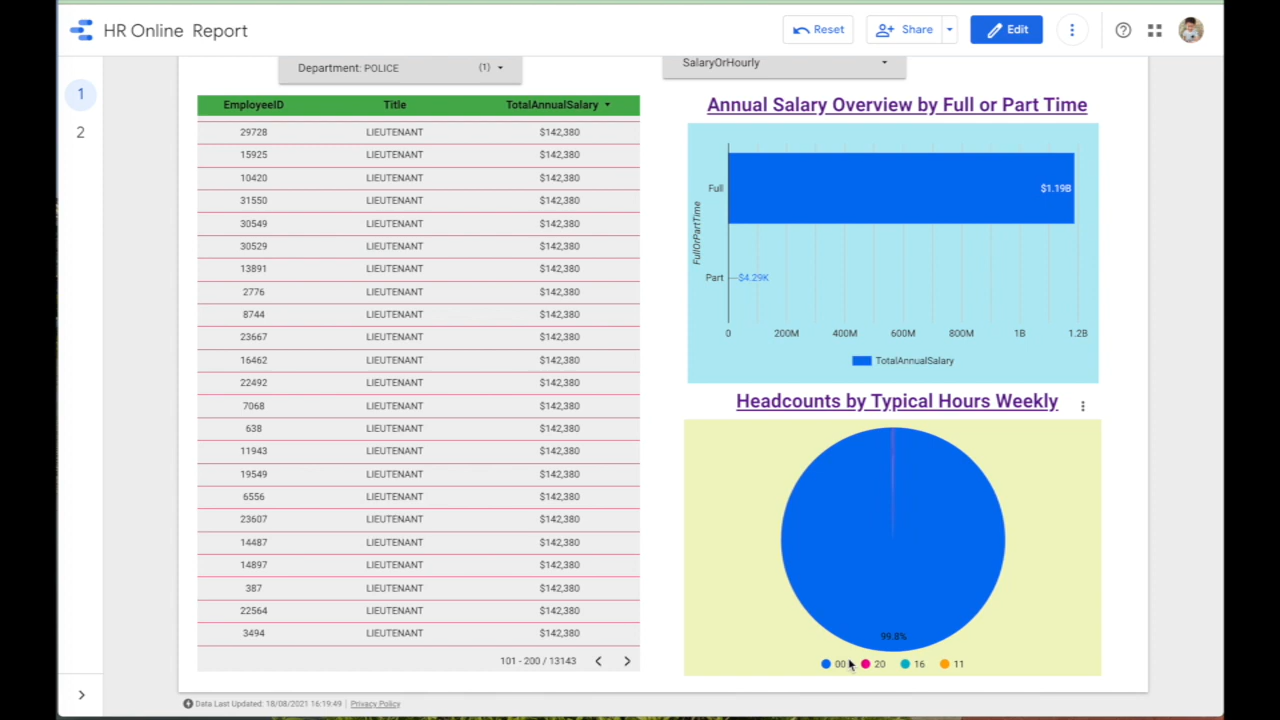 HR Online Report
Reset
Share
Edit
1
2
Department: POLICE (1)
SalaryOrHourly
EmployeeID Title TotalAnnualSalary
29728 LIEUTENANT $142,380
15925 LIEUTENANT $142,380
10420 LIEUTENANT $142,380
31550 LIEUTENANT $142,380
30549 LIEUTENANT $142,380
30529 LIEUTENANT $142,380
13891 LIEUTENANT $142,380
2776 LIEUTENANT $142,380
8744 LIEUTENANT $142,380
23667 LIEUTENANT $142,380
16462 LIEUTENANT $142,380
22492 LIEUTENANT $142,380
7068 LIEUTENANT $142,380
638 LIEUTENANT $142,380
11943 LIEUTENANT $142,380
19549 LIEUTENANT $142,380
6556 LIEUTENANT $142,380
23607 LIEUTENANT $142,380
14487 LIEUTENANT $142,380
14897 LIEUTENANT $142,380
387 LIEUTENANT $142,380
22564 LIEUTENANT $142,380
3494 LIEUTENANT $142,380
101 - 200 / 13143
Annual Salary Overview by Full or Part Time
FullOrPartTime
Full $1.19B
Part $4.29K
0 200M 400M 600M 800M 1B 1.2B
TotalAnnualSalary
Headcounts by Typical Hours Weekly
99.8%
00 20 16 11
Data Last Updated: 18/08/2021 16:19:49 Privacy Policy